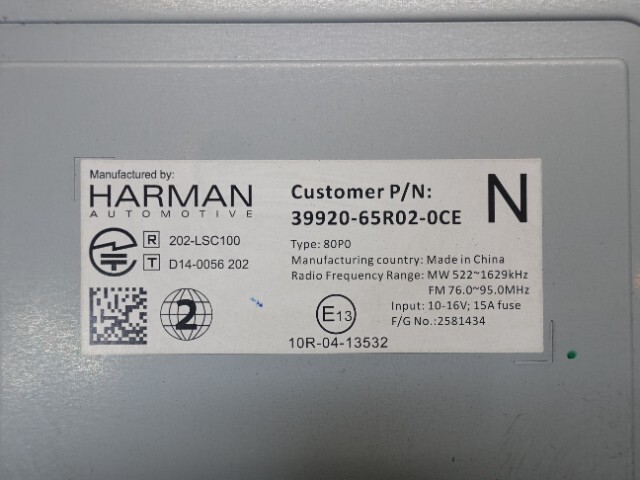 Manufactured by:
HARMAN
AUTOMOTIVE
R 202-LSC100
T D14-0056 202
2
E13
10R-04-13532
Customer P/N:
39920-65R02-0CE
N
Type: 80P0
Manufacturing country: Made in China
Radio Frequency Range: MW 522~1629kHz
FM 76.0~95.0MHz
Input: 10-16V; 15A fuse
F/G No.:2581434